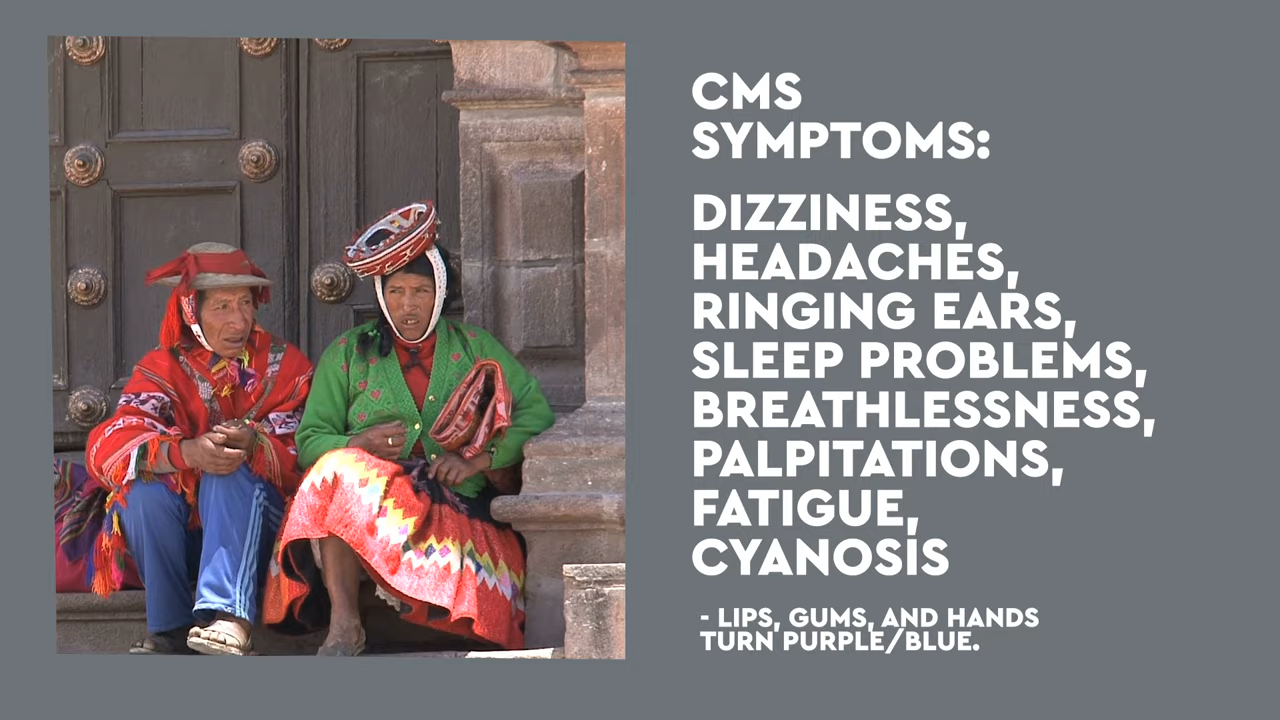 CMS
SYMPTOMS:
DIZZINESS,
HEADACHES,
RINGING EARS,
SLEEP PROBLEMS,
BREATHLESSNESS,
PALPITATIONS,
FATIGUE,
CYANOSIS
- LIPS, GUMS, AND HANDS
TURN PURPLE/BLUE.